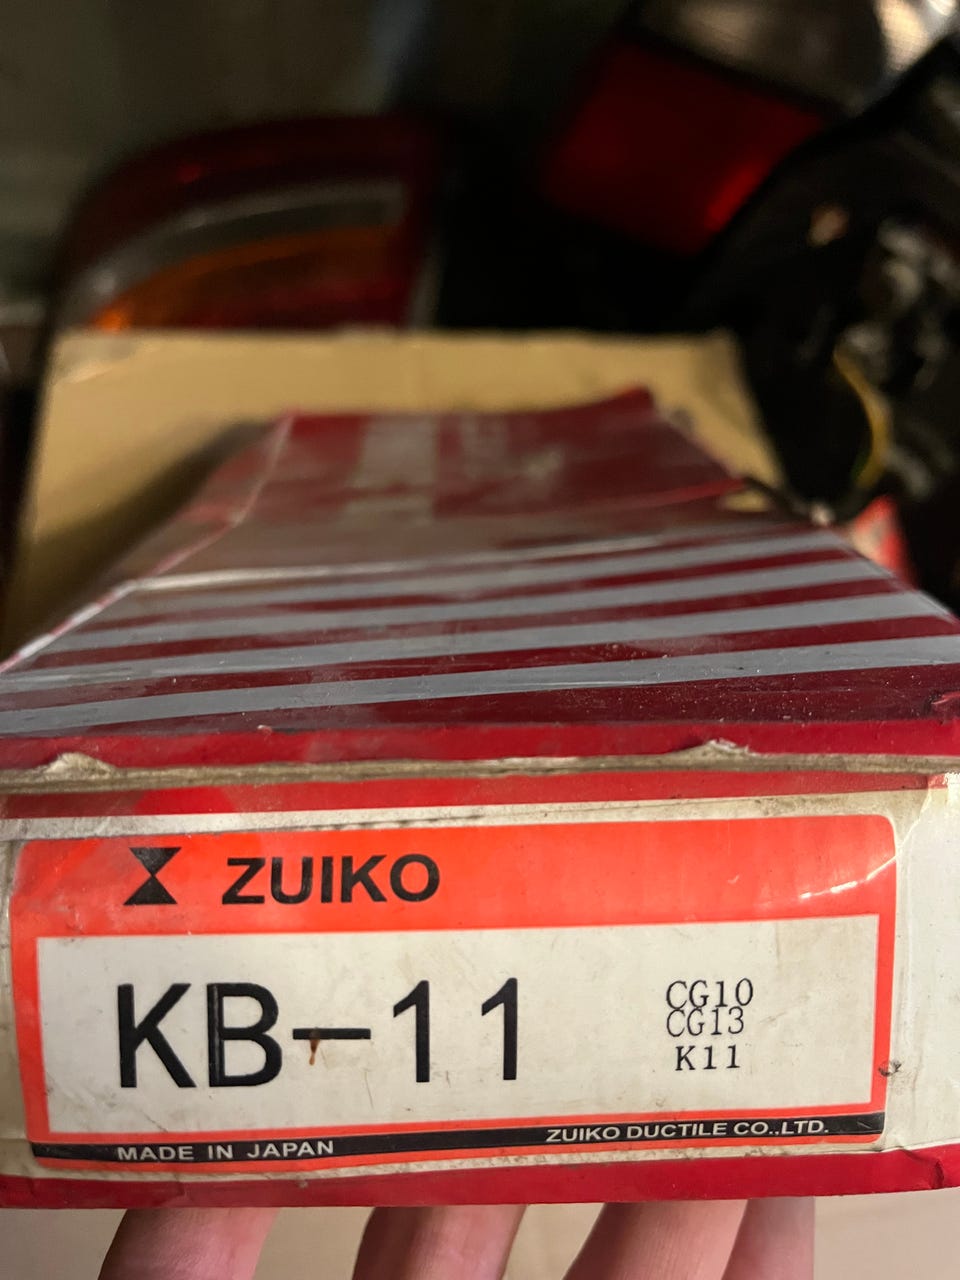 ZUIKO
KB-11
CG10
CG13
K11
MADE IN JAPAN
ZUIKO DUCTILE CO.,LTD.